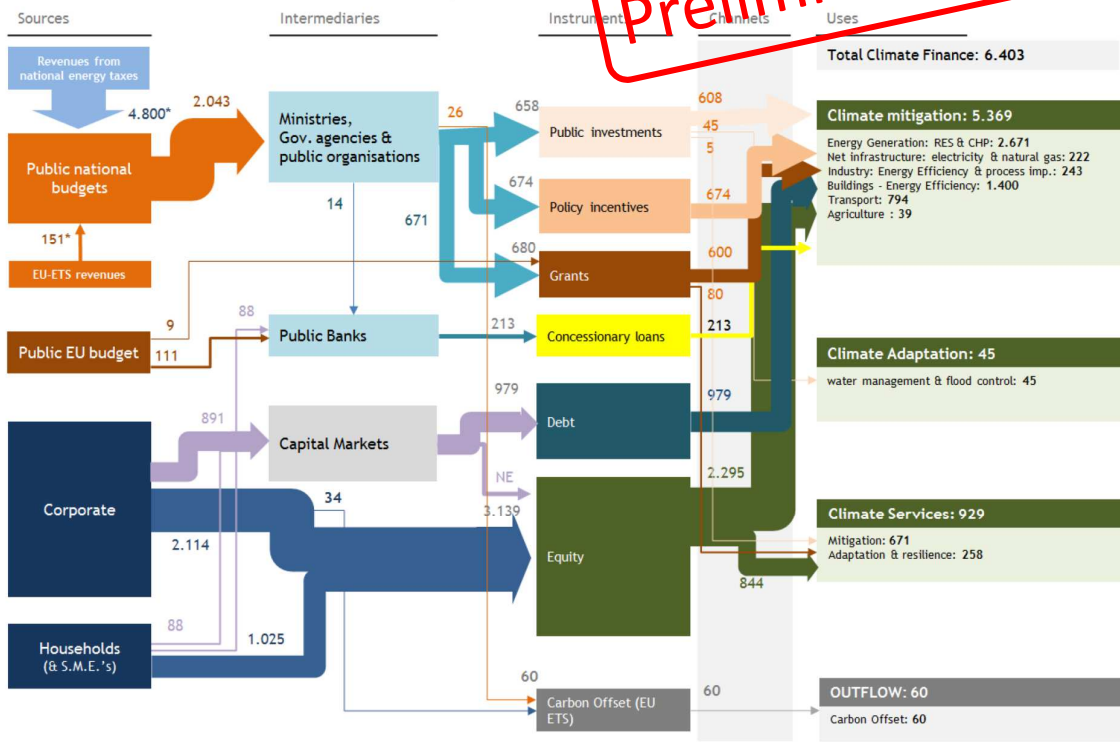 Sources
Intermediaries
Instruments
Channels
Uses
Revenues from
national energy taxes
4.800*
2.043
Public national
budgets
151*
EU-ETS revenues
Public EU budget
9
111
88
Corporate
891
2.114
Households
(& S.M.E.'s)
88
1.025
Ministries,
Gov. agencies &
public organisations
26
14
671
Public Banks
Capital Markets
34
658
Public investments
674
Policy incentives
680
Grants
213
Concessionary loans
979
Debt
NE
3.139
Equity
60
Carbon Offset (EU
ETS)
608
45
5
674
600
80
213
979
2.295
844
60
Total Climate Finance: 6.403
Climate mitigation: 5.369
Energy Generation: RES & CHP: 2.671
Net infrastructure: electricity & natural gas: 222
Industry: Energy Efficiency & process imp.: 243
Buildings - Energy Efficiency: 1.400
Transport: 794
Agriculture : 39
Climate Adaptation: 45
water management & flood control: 45
Climate Services: 929
Mitigation: 671
Adaptation & resilience: 258
OUTFLOW: 60
Carbon Offset: 60